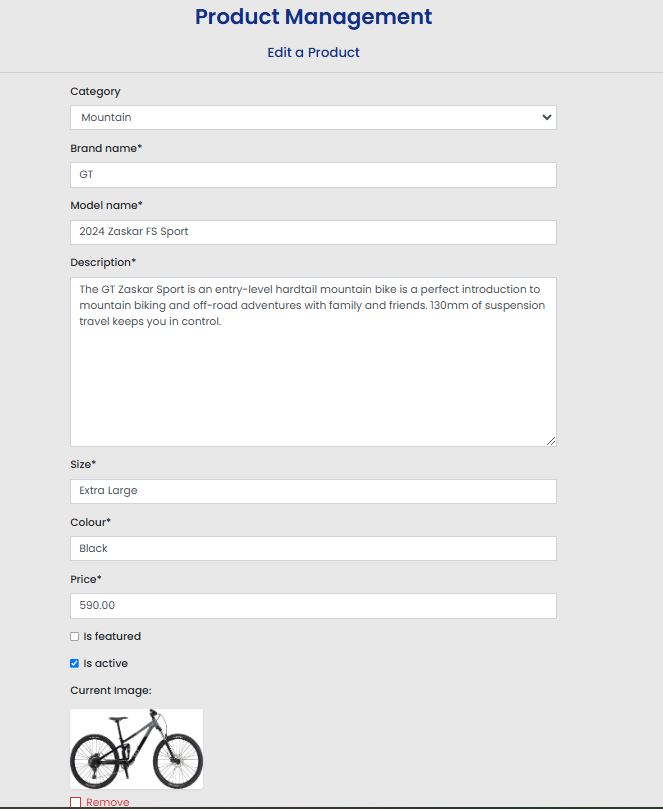 Product Management
Edit a Product
Category
Mountain
Brand name*
GT
Model name*
2024 Zaskar FS Sport
Description*
The GT Zaskar Sport is an entry-level hardtail mountain bike is a perfect introduction to
mountain biking and off-road adventures with family and friends. 130mm of suspension
travel keeps you in control.
Size*
Extra Large
Colour*
Black
Price*
590.00
Is featured
Is active
Current Image:
Remove